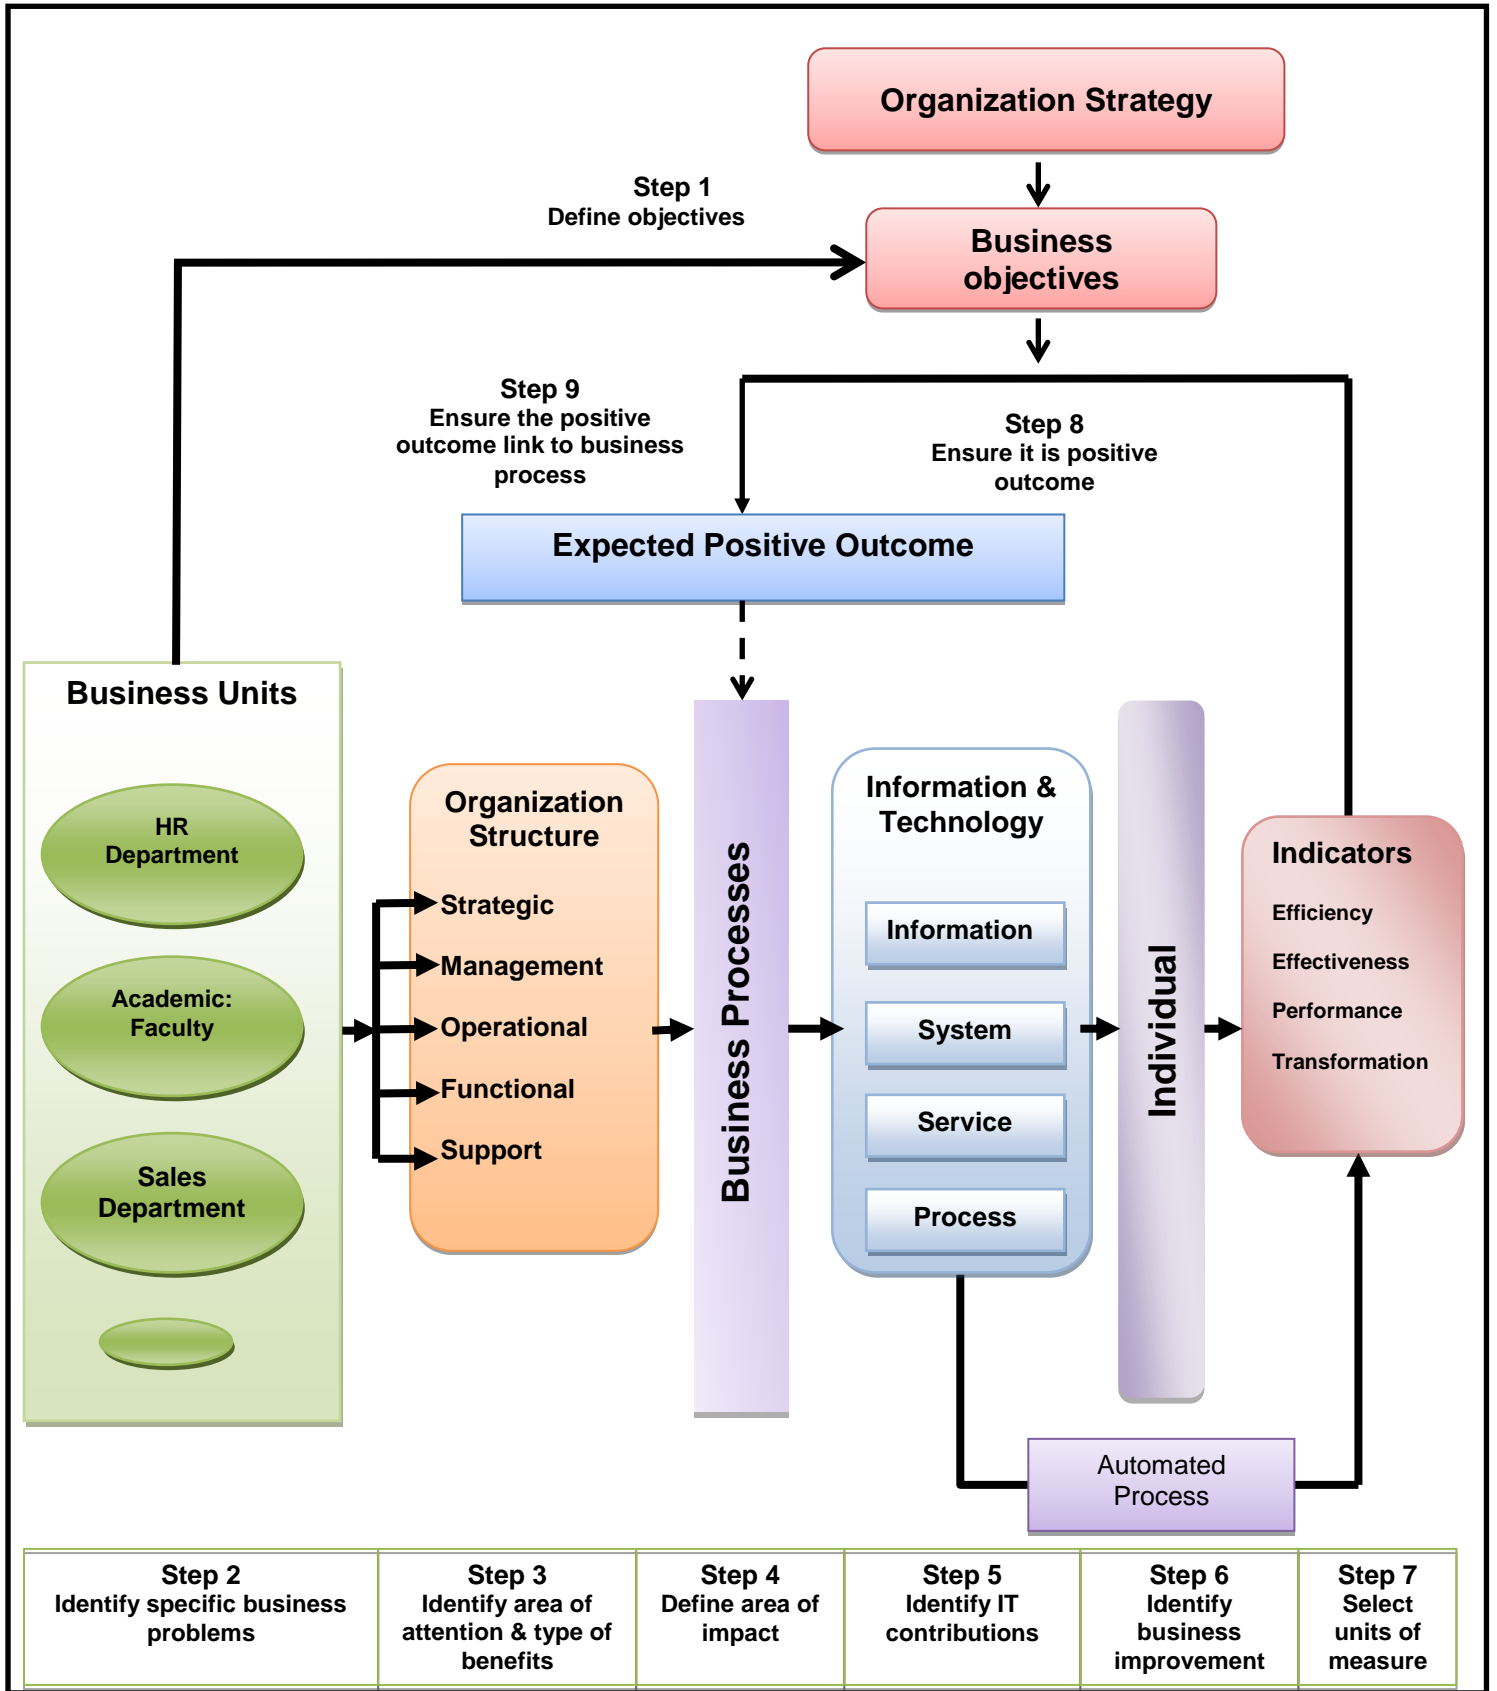 Organization Strategy
Step 1
Define objectives
Business
objectives
Step 9
Ensure the positive
outcome link to business
process
Step 8
Ensure it is positive
outcome
Expected Positive Outcome
Business Units
HR
Department
Academic:
Faculty
Sales
Department
Organization
Structure
Strategic
Management
Operational
Functional
Support
Business Processes
Information &
Technology
Information
System
Service
Process
Individual
Indicators
Efficiency
Effectiveness
Performance
Transformation
Automated
Process
Step 2
Identify specific business
problems
Step 3
Identify area of
attention & type of
benefits
Step 4
Define area of
impact
Step 5
Identify IT
contributions
Step 6
Identify
business
improvement
Step 7
Select
units of
measure